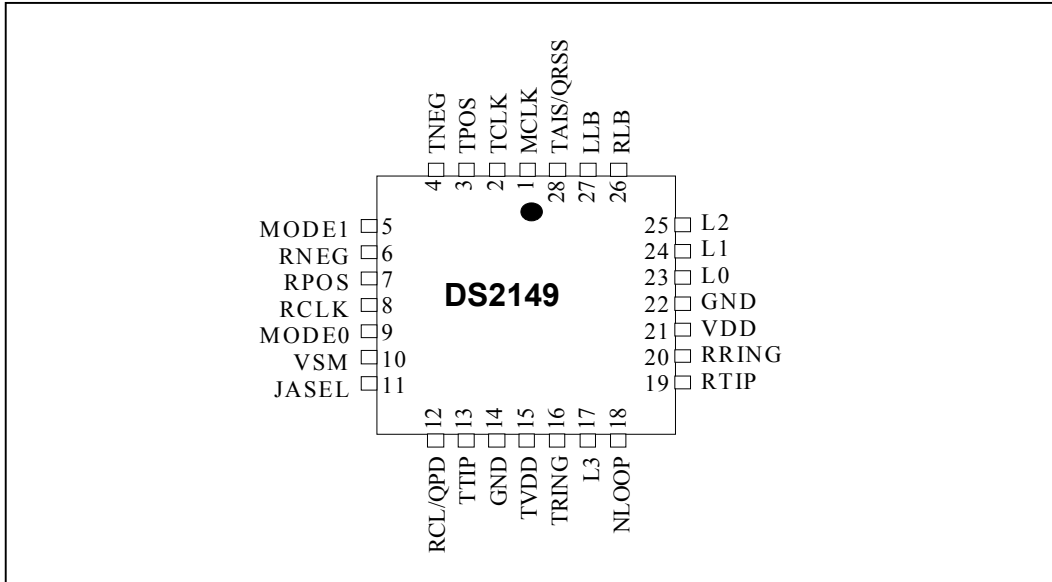 TNEG
TPOS
TCLK
MCLK
TAIS/QRSS
LLB
RLB
4
3
2
1
28
27
26
MODE1 5
RNEG 6
RPOS 7
RCLK 8
MODE0 9
VSM 10
JASEL 11
DS2149
25 L2
24 L1
23 L0
22 GND
21 VDD
20 RRING
19 RTIP
12
13
14
15
16
17
18
RCL/QPD
TTIP
GND
TVDD
TRING
L3
NLOOP